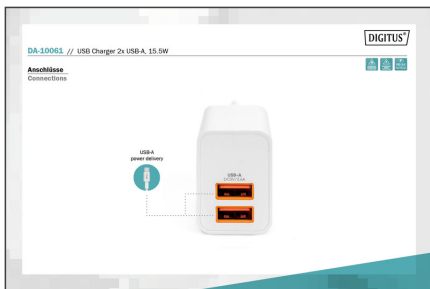 DIGITUS®
DA-10061 // USB Charger 2x USB-A, 15.5W
Anschlüsse
Connections
USB-A
power delivery
USB-A